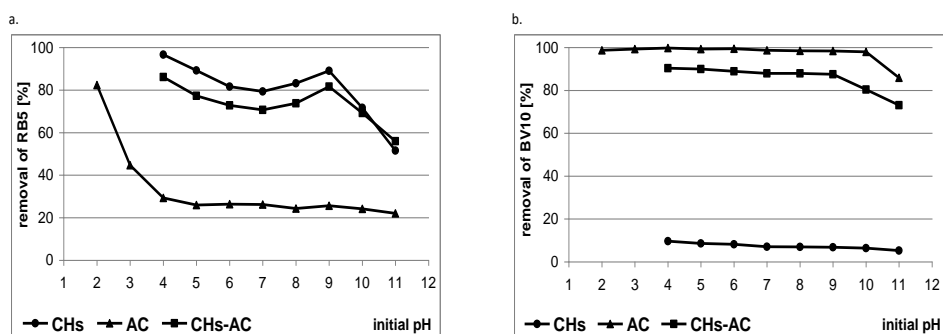 a.
removal of RB5 [%]
100
80
60
40
20
0
1 2 3 4 5 6 7 8 9 10 11 12
CHs AC CHs-AC initial pH
b.
removal of BV10 [%]
100
80
60
40
20
0
1 2 3 4 5 6 7 8 9 10 11 12
CHs AC CHs-AC initial pH